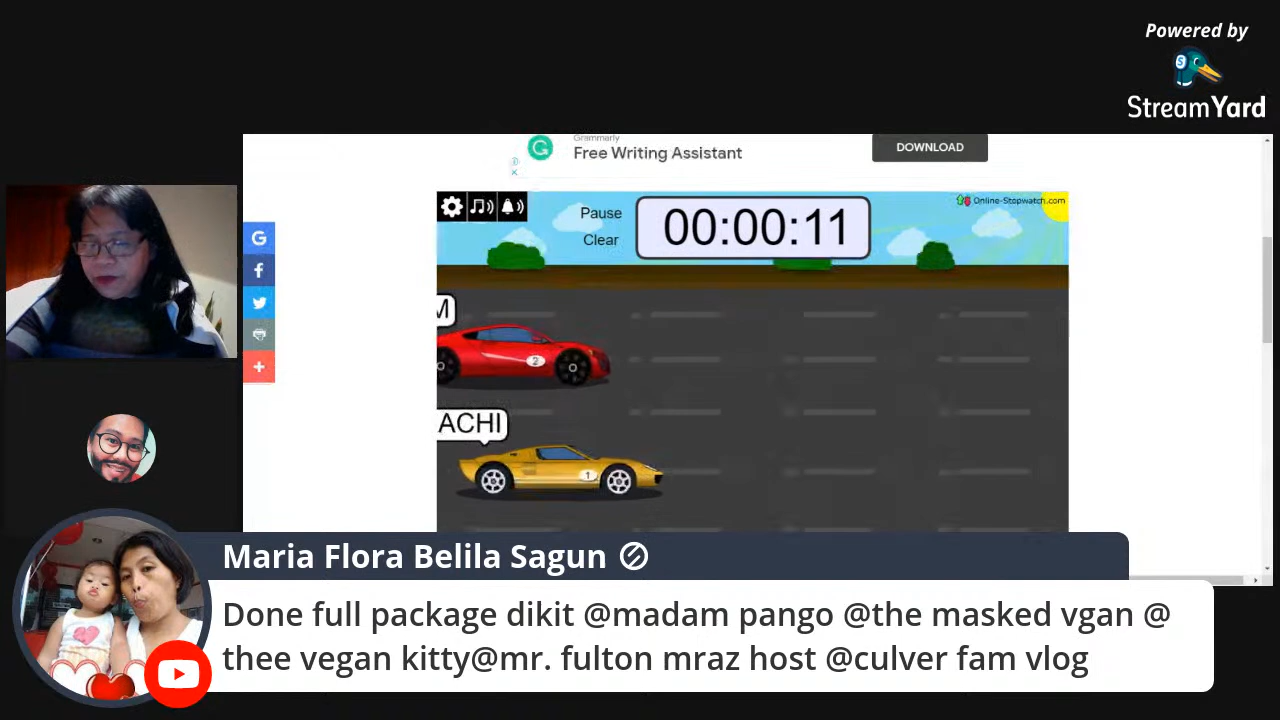 Powered by
StreamYard
Grammarly
Free Writing Assistant
DOWNLOAD
Pause
Clear
00:00:11
Online-Stopwatch.com
M
2
ACHI
1
Maria Flora Belila Sagun
Done full package dikit @madam pango @the masked vgan @
thee vegan kitty@mr. fulton mraz host @culver fam vlog